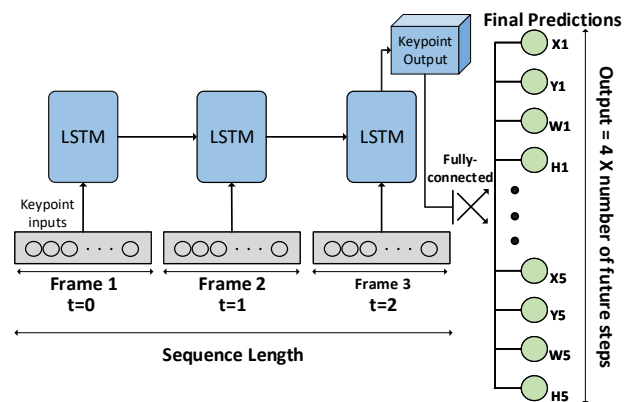 Final Predictions
Keypoint
Output
X1
Y1
W1
H1
LSTM
LSTM
LSTM
Fully-
connected
Keypoint
inputs
Frame 1
t=0
Frame 2
t=1
Frame 3
t=2
Sequence Length
X5
Y5
W5
H5
Output = 4 X number of future
steps